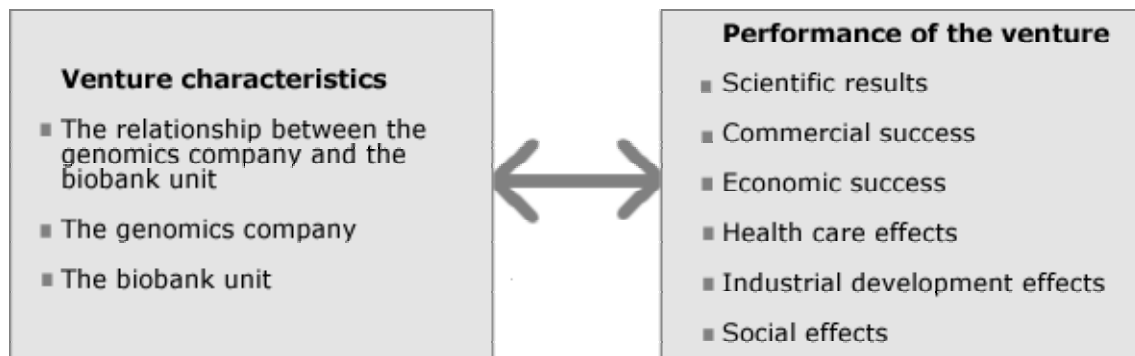 Venture characteristics
The relationship between the
genomics company and the
biobank unit
The genomics company
The biobank unit
Performance of the venture
Scientific results
Commercial success
Economic success
Health care effects
Industrial development effects
Social effects